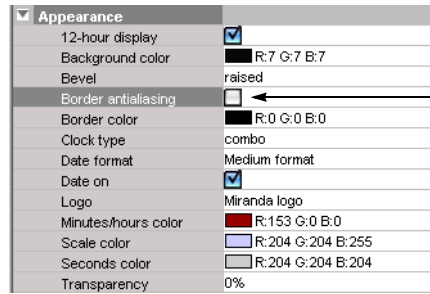 Appearance
12-hour display
Background color R:7 G:7 B:7
Bevel raised
Border antialiasing
Border color R:0 G:0 B:0
Clock type combo
Date format Medium format
Date on
Logo Miranda logo
Minutes/hours color R:153 G:0 B:0
Scale color R:204 G:204 B:255
Seconds color R:204 G:204 B:204
Transparency 0%